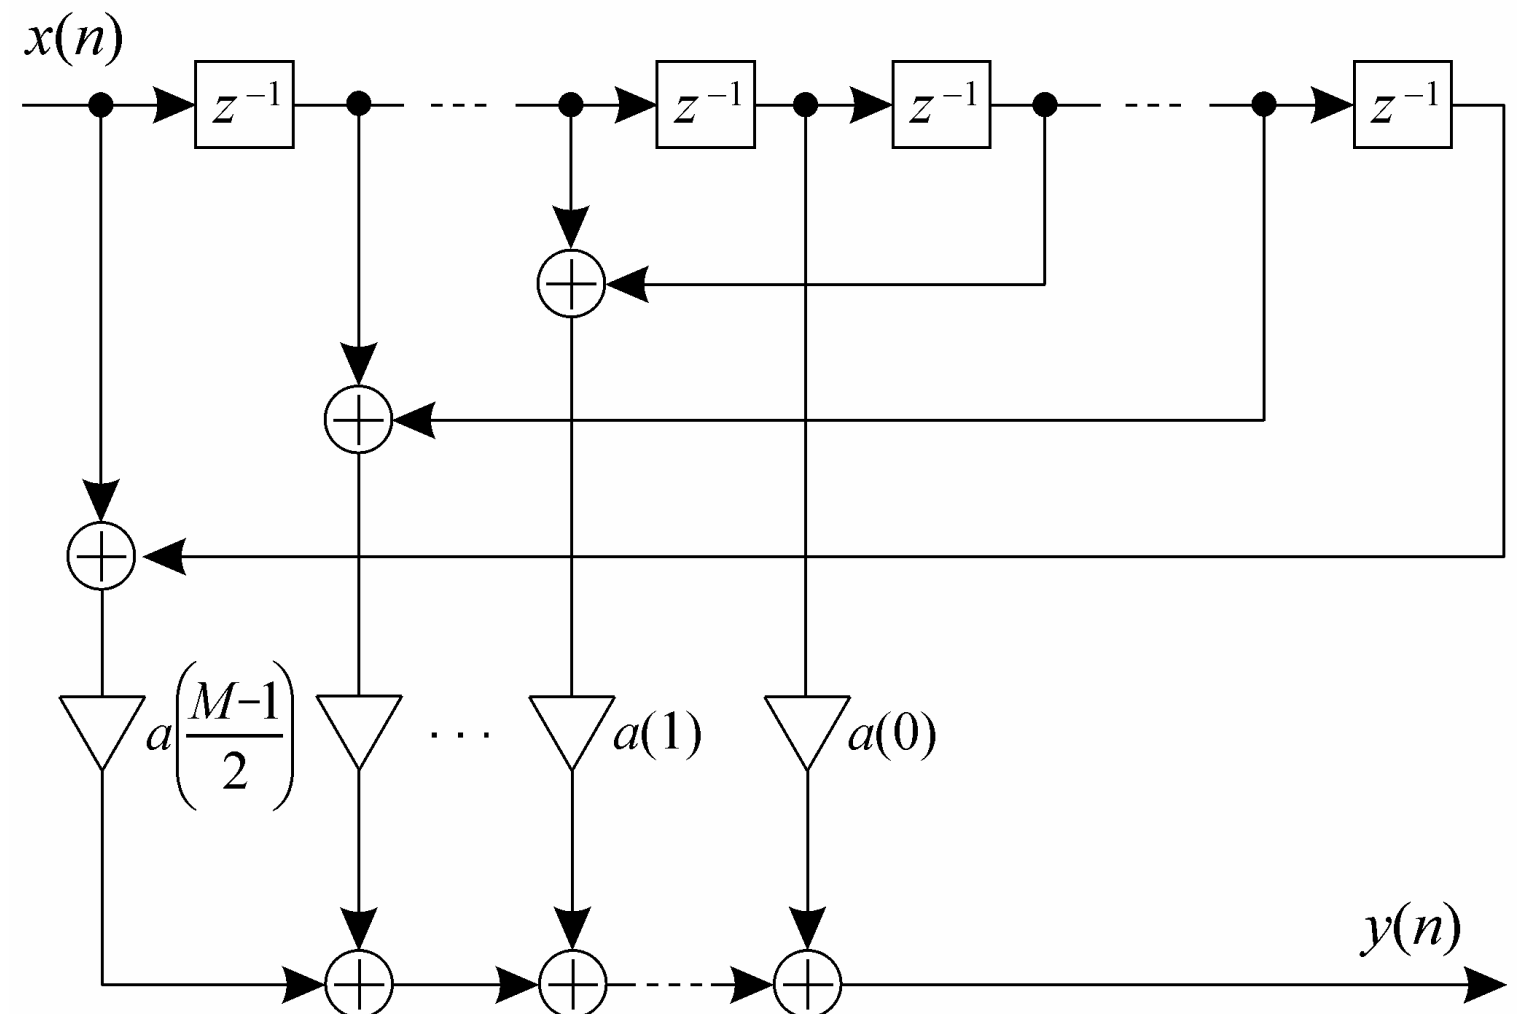 x(n)
z⁻¹ --- z⁻¹ z⁻¹ --- z⁻¹
a((M−1)/2) ... a(1) a(0)
y(n)